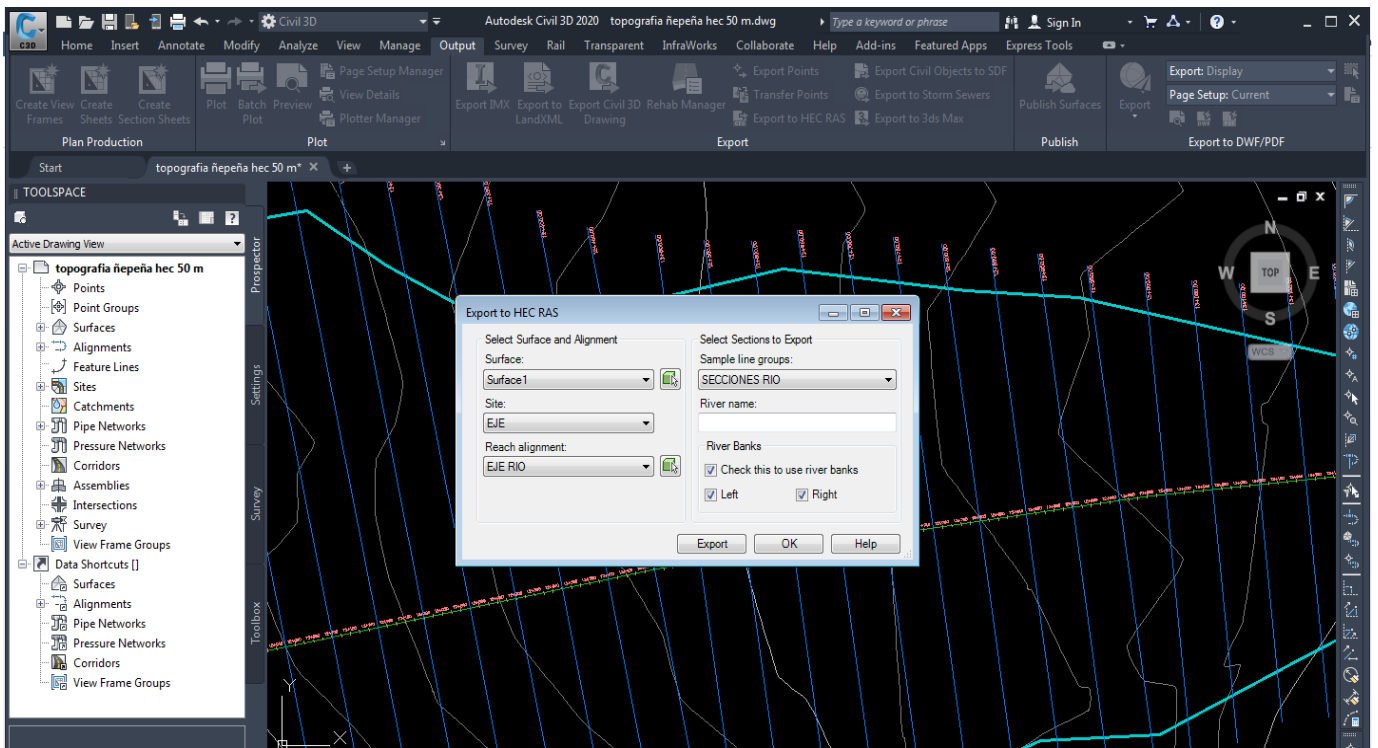 Civil 3D
Autodesk Civil 3D 2020 topografia ñepeña hec 50 m.dwg
Type a keyword or phrase
Sign In
C3D
Home Insert Annotate Modify Analyze View Manage Output Survey Rail Transparent InfraWorks Collaborate Help Add-ins Featured Apps Express Tools
Create View Frames
Create Sheets
Create Section Sheets
Plan Production
Plot
Batch Plot
Preview
Page Setup Manager
View Details
Plotter Manager
Plot
Export IMX
Export to LandXML
Export Civil 3D Drawing
Rehab Manager
Export Points
Transfer Points
Export to HEC RAS
Export Civil Objects to SDF
Export to Storm Sewers
Export to 3ds Max
Export
Publish Surfaces
Publish
Export
Export: Display
Page Setup: Current
Export to DWF/PDF
Start
topografia ñepeña hec 50 m*
TOOLSPACE
Active Drawing View
topografia ñepeña hec 50 m
Points
Point Groups
Surfaces
Alignments
Feature Lines
Sites
Catchments
Pipe Networks
Pressure Networks
Corridors
Assemblies
Intersections
Survey
View Frame Groups
Data Shortcuts []
Surfaces
Alignments
Pipe Networks
Pressure Networks
Corridors
View Frame Groups
Prospector
Settings
Survey
Toolbox
Export to HEC RAS
Select Surface and Alignment
Surface:
Surface1
Site:
EJE
Reach alignment:
EJE RIO
Select Sections to Export
Sample line groups:
SECCIONES RIO
River name:
River Banks
Check this to use river banks
Left
Right
Export
OK
Help
N
W
TOP
E
S
WCS
Y
X